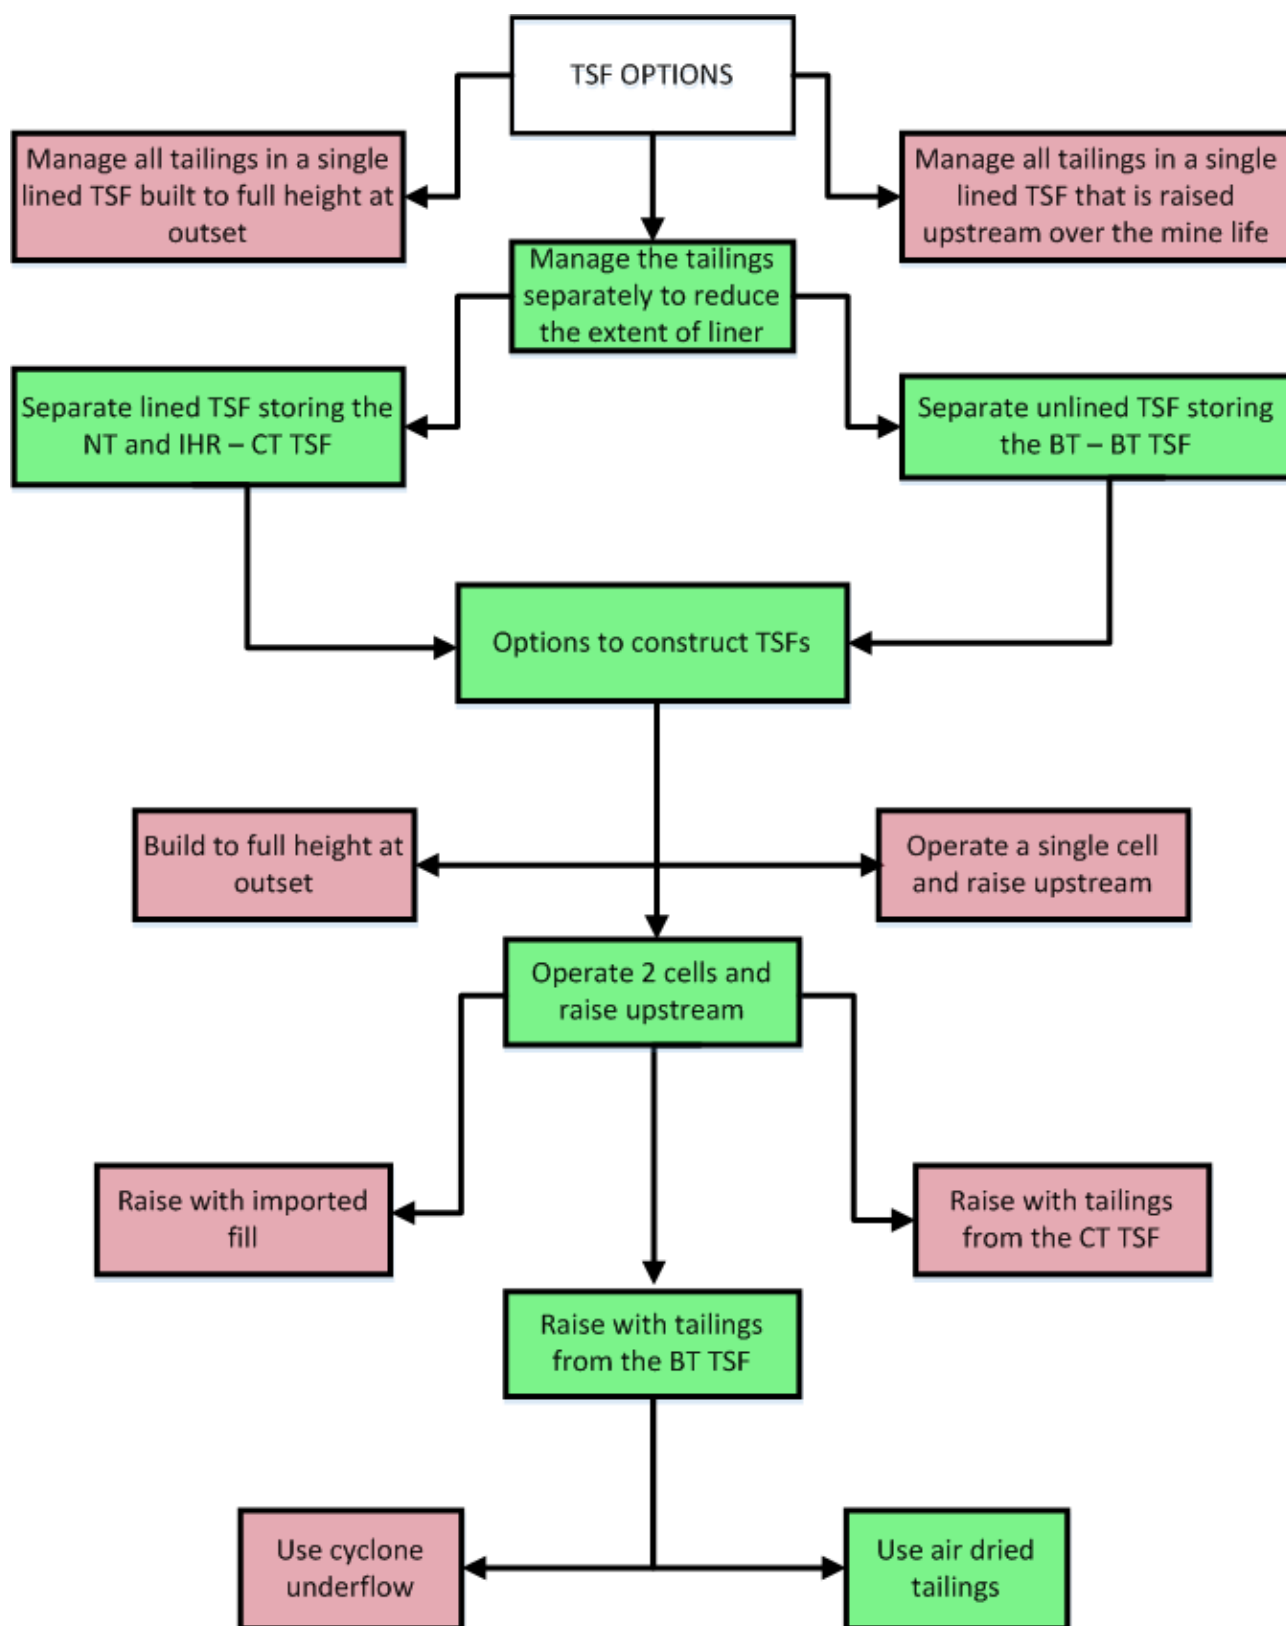 TSF OPTIONS
Manage all tailings in a single
lined TSF built to full height at
outset
Manage all tailings in a single
lined TSF that is raised
upstream over the mine life
Manage the tailings
separately to reduce
the extent of liner
Separate lined TSF storing the
NT and IHR – CT TSF
Separate unlined TSF storing
the BT – BT TSF
Options to construct TSFs
Build to full height at
outset
Operate a single cell
and raise upstream
Operate 2 cells and
raise upstream
Raise with imported
fill
Raise with tailings
from the CT TSF
Raise with tailings
from the BT TSF
Use cyclone
underflow
Use air dried
tailings